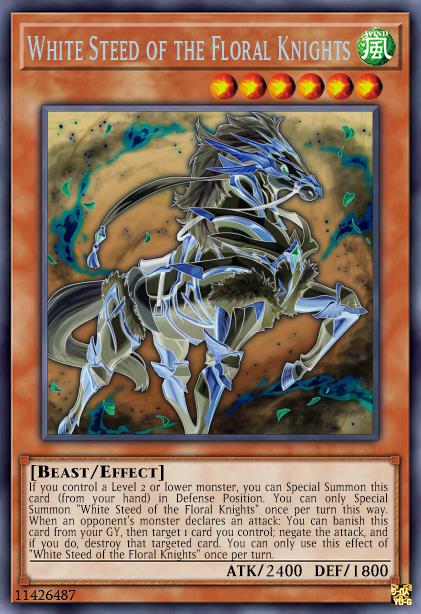 White Steed of the Floral Knights
WIND
風
[Beast/Effect]
If you control a Level 2 or lower monster, you can Special Summon this
card (from your hand) in Defense Position. You can only Special
Summon "White Steed of the Floral Knights" once per turn this way.
When an opponent's monster declares an attack: You can banish
this card from your GY, then target 1 card you control; negate the attack, and
if you do, destroy that targeted card. You can only use this effect of
"White Steed of the Floral Knights" once per turn.
ATK/2400 DEF/1800
11426487